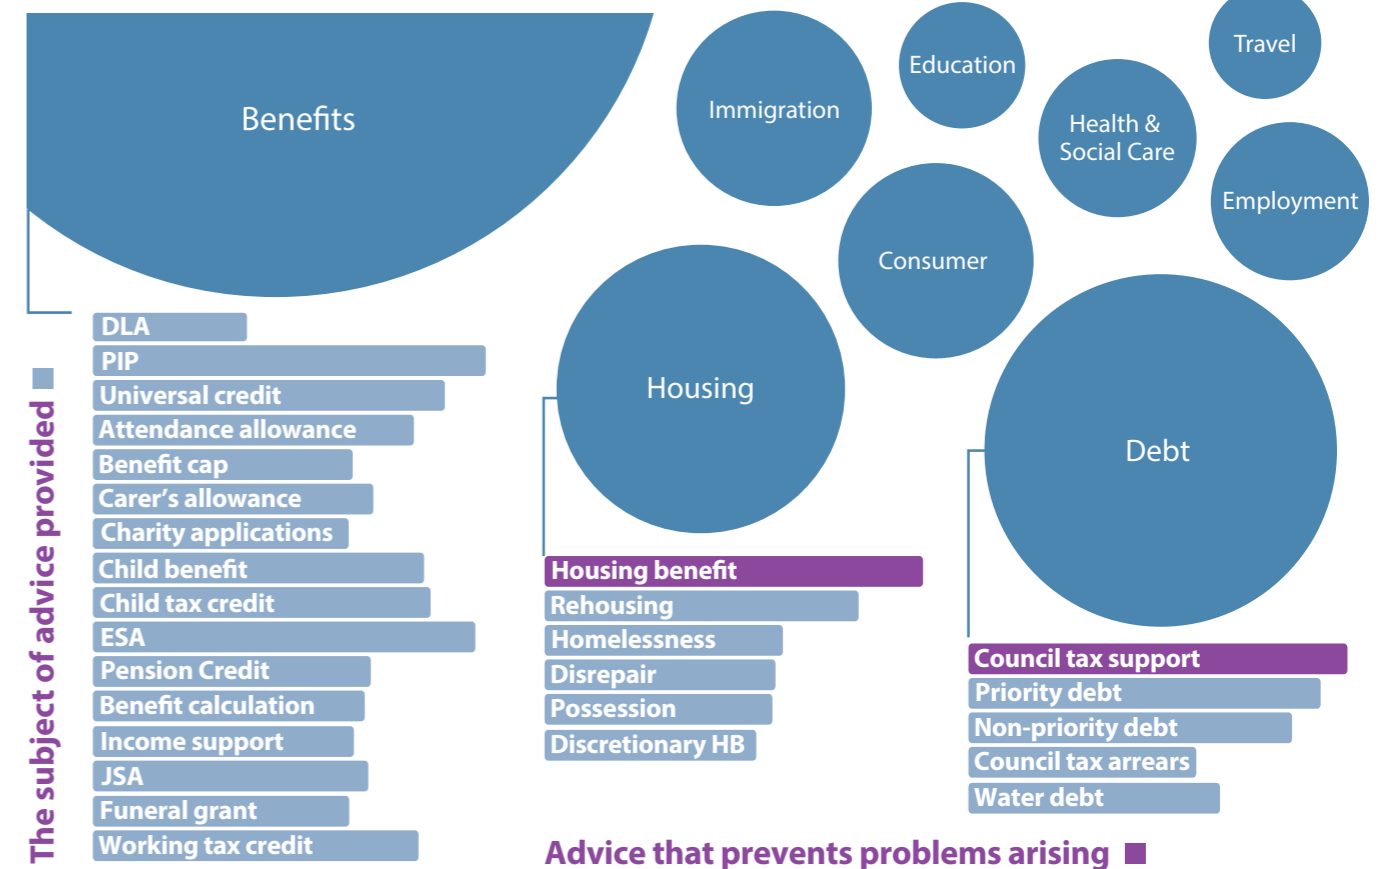 Benefits
Immigration
Education
Health &
Social Care
Travel
Employment
Consumer
Housing
Debt
The subject of advice provided
DLA
PIP
Universal credit
Attendance allowance
Benefit cap
Carer’s allowance
Charity applications
Child benefit
Child tax credit
ESA
Pension Credit
Benefit calculation
Income support
JSA
Funeral grant
Working tax credit
Housing benefit
Rehousing
Homelessness
Disrepair
Possession
Discretionary HB
Council tax support
Priority debt
Non-priority debt
Council tax arrears
Water debt
Advice that prevents problems arising